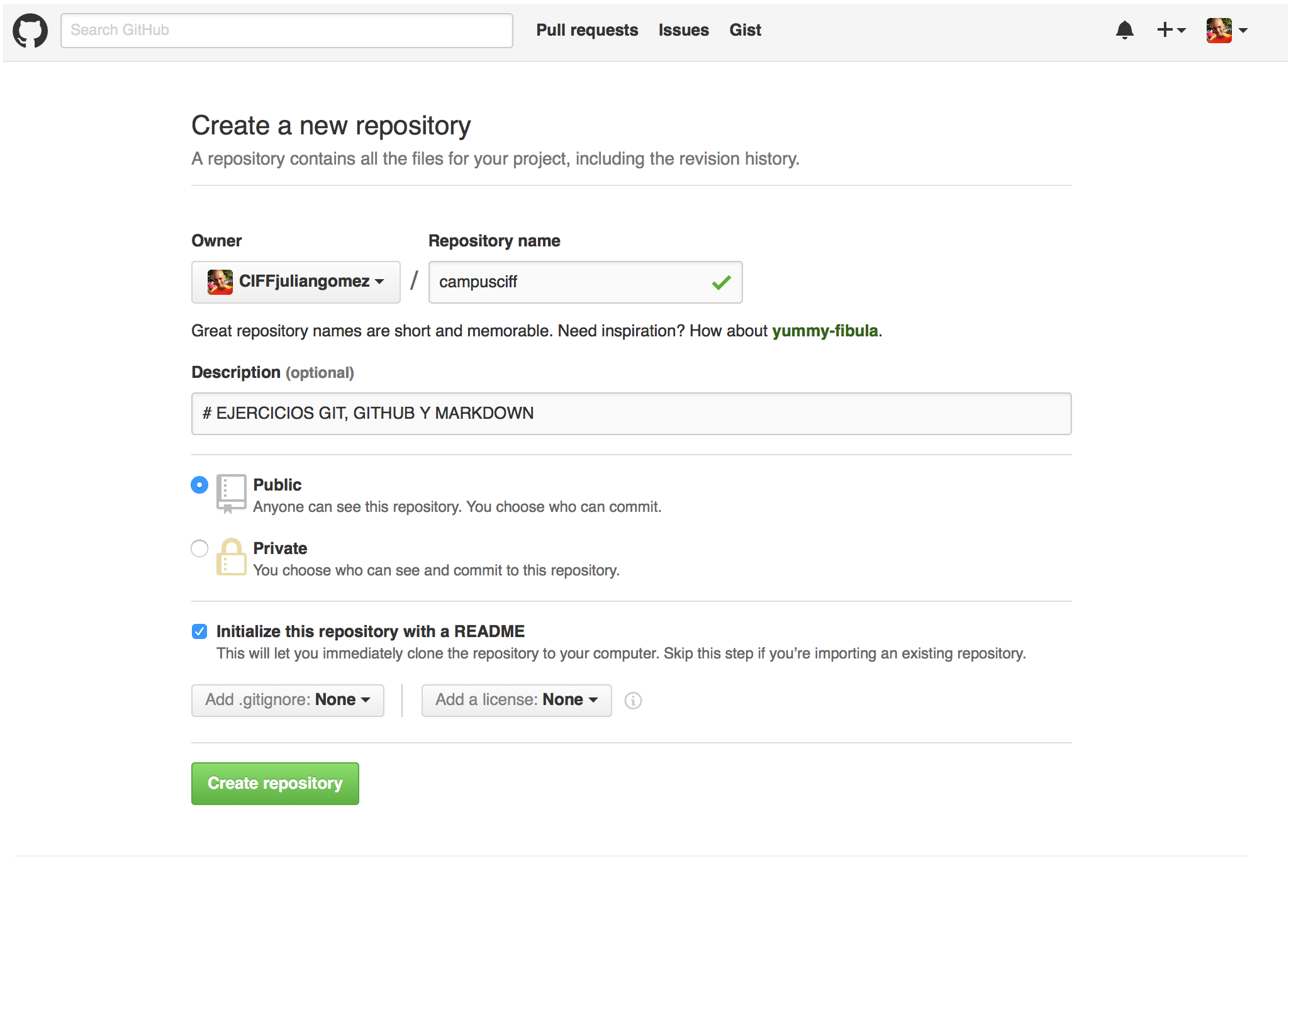 Search GitHub Pull requests Issues Gist
Create a new repository
A repository contains all the files for your project, including the revision history.
Owner Repository name
CIFFjuliangomez / campusciff
Great repository names are short and memorable. Need inspiration? How about yummy-fibula.
Description (optional)
# EJERCICIOS GIT, GITHUB Y MARKDOWN
Public
Anyone can see this repository. You choose who can commit.
Private
You choose who can see and commit to this repository.
Initialize this repository with a README
This will let you immediately clone the repository to your computer. Skip this step if you’re importing an existing repository.
Add .gitignore: None Add a license: None
Create repository